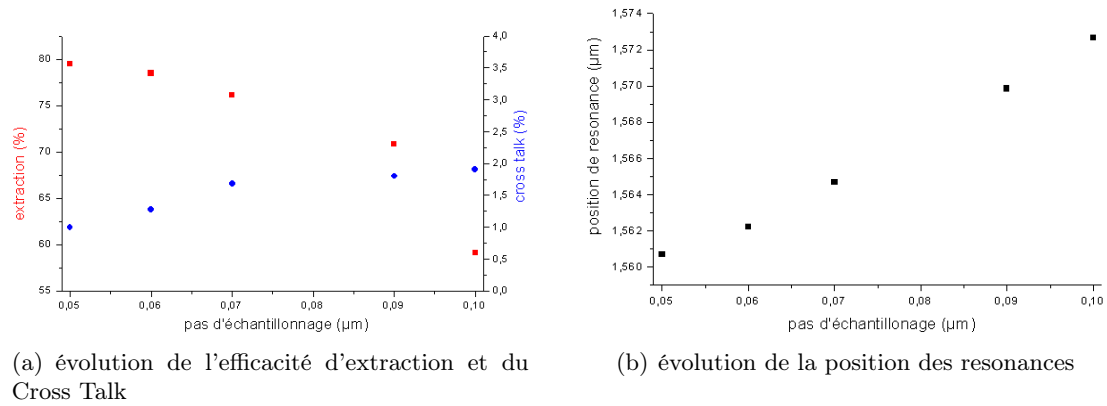 4,0
80
3,5
3,0
75
2,5
extraction (%)
70
2,0
cross talk (%)
65
1,5
1,0
60
0,5
55
0,0
0,05 0,06 0,07 0,08 0,09 0,10
pas d'échantillonnage (µm)
(a) évolution de l'efficacité d'extraction et du
Cross Talk
1,574
1,572
1,570
1,568
1,566
1,564
1,562
1,560
position de resonance (µm)
0,05 0,06 0,07 0,08 0,09 0,10
pas d'échantillonage (µm)
(b) évolution de la position des resonances